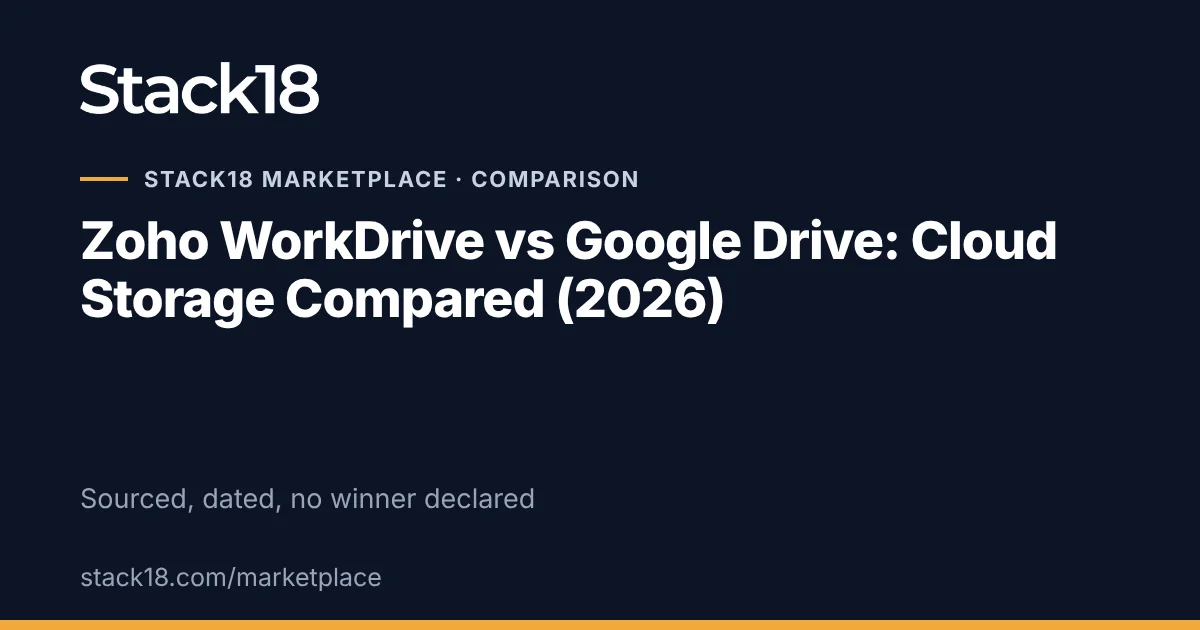 Stack18
STACK18 MARKETPLACE · COMPARISON
Zoho WorkDrive vs Google Drive: Cloud
Storage Compared (2026)
Sourced, dated, no winner declared
stack18.com/marketplace